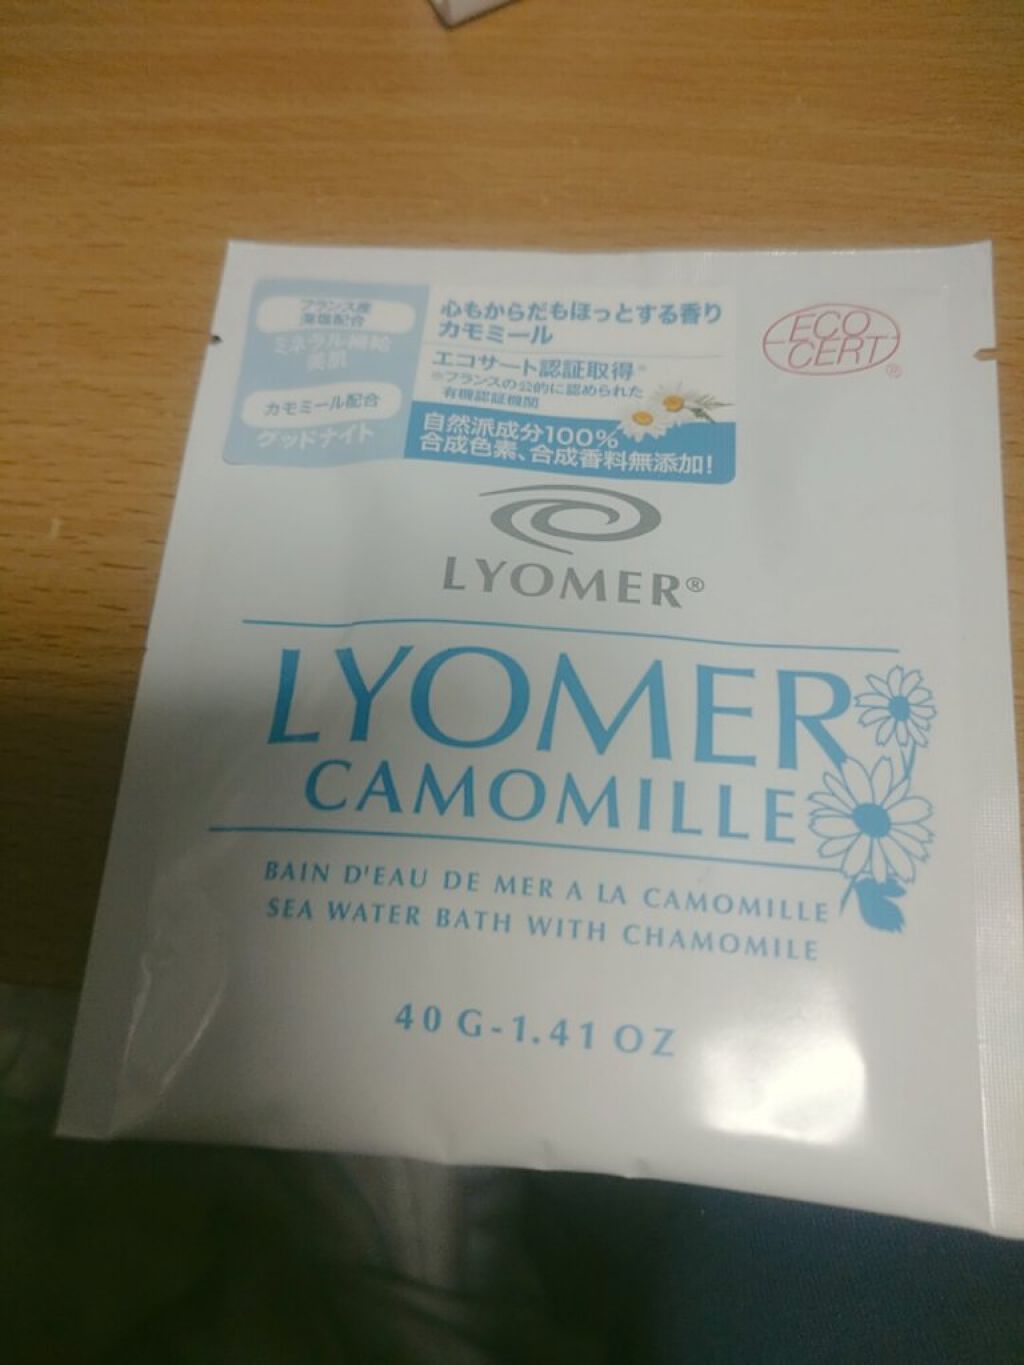 フランス産
海塩配合
ミネラル補給
美肌
カモミール配合
グッドナイト
心もからだもほっとする香り
カモミール
エコサート認証取得※
※フランスの公的に認められた
有機認証機関
自然派成分100%
合成色素、合成香料無添加!
ECO
CERT®
LYOMER®
LYOMER
CAMOMILLE
BAIN D'EAU DE MER A LA CAMOMILLE
SEA WATER BATH WITH CHAMOMILE
40 G-1.41 OZ